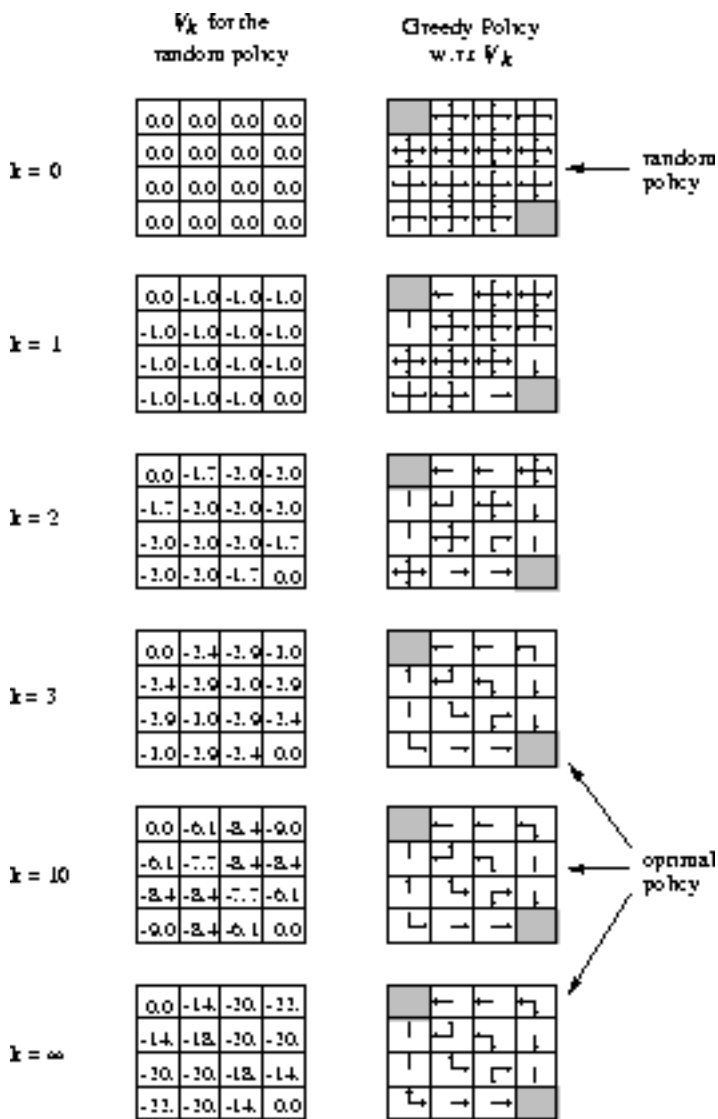 Vk for the
random policy
Greedy Policy
w.r.t. Vk
k = 0
0.0 0.0 0.0 0.0
0.0 0.0 0.0 0.0
0.0 0.0 0.0 0.0
0.0 0.0 0.0 0.0
random
policy
k = 1
0.0 -1.0 -1.0 -1.0
-1.0 -1.0 -1.0 -1.0
-1.0 -1.0 -1.0 -1.0
-1.0 -1.0 -1.0 0.0
k = 2
0.0 -1.7 -2.0 -2.0
-1.7 -2.0 -2.0 -2.0
-2.0 -2.0 -2.0 -1.7
-2.0 -2.0 -1.7 0.0
k = 3
0.0 -2.4 -2.9 -3.0
-2.4 -2.9 -3.0 -2.9
-2.9 -3.0 -2.9 -2.4
-3.0 -2.9 -2.4 0.0
k = 10
0.0 -6.1 -8.4 -9.0
-6.1 -7.7 -8.4 -8.4
-8.4 -8.4 -7.7 -6.1
-9.0 -8.4 -6.1 0.0
optimal
policy
k = ∞
0.0 -14. -20. -22.
-14. -18. -20. -20.
-20. -20. -18. -14.
-22. -20. -14. 0.0